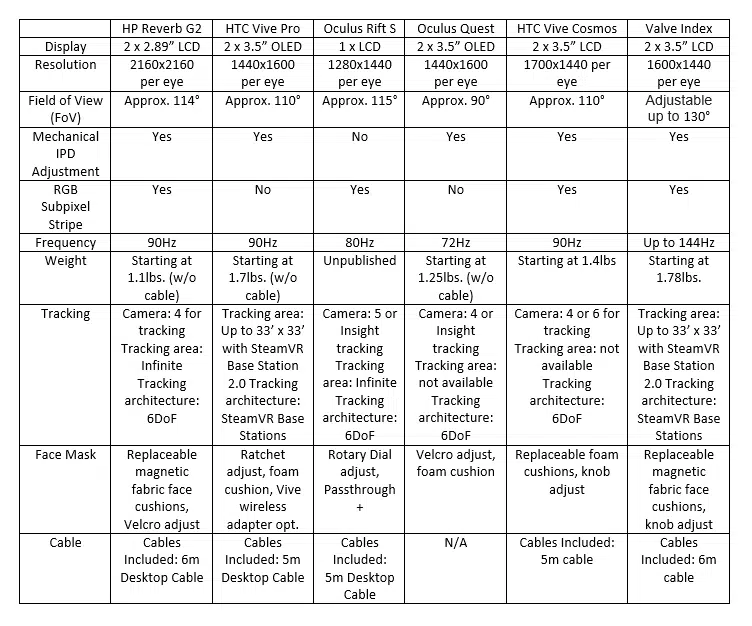 HP Reverb G2
HTC Vive Pro
Oculus Rift S
Oculus Quest
HTC Vive Cosmos
Valve Index
Display
2 x 2.89” LCD
2 x 3.5” OLED
1 x LCD
2 x 3.5” OLED
2 x 3.5” LCD
2 x 3.5” LCD
Resolution
2160x2160
per eye
1440x1600
per eye
1280x1440
per eye
1440x1600
per eye
1700x1440 per
eye
1600x1440
per eye
Field of View
(FoV)
Approx. 114°
Approx. 110°
Approx. 115°
Approx. 90°
Approx. 110°
Adjustable
up to 130°
Mechanical
IPD
Adjustment
Yes
Yes
No
Yes
Yes
Yes
RGB
Subpixel
Stripe
Yes
No
Yes
No
Yes
Yes
Frequency
90Hz
90Hz
80Hz
72Hz
90Hz
Up to 144Hz
Weight
Starting at
1.1lbs. (w/o
cable)
Starting at
1.7lbs. (w/o
cable)
Unpublished
Starting at
1.25lbs. (w/o
cable)
Starting at 1.4lbs
Starting at
1.78lbs.
Tracking
Camera: 4 for
tracking
Tracking area:
Infinite
Tracking
architecture:
6DoF
Tracking area:
Up to 33’ x 33’
with SteamVR
Base Station
2.0 Tracking
architecture:
SteamVR Base
Stations
Camera: 5 or
Insight
tracking
Tracking
area: Infinite
Tracking
architecture:
6DoF
Camera: 4 or
Insight
tracking
Tracking area:
not available
Tracking
architecture:
6DoF
Camera: 4 or 6 for
tracking
Tracking area: not
available
Tracking
architecture:
6DoF
Tracking area:
Up to 33’ x 33’
with SteamVR
Base Station
2.0 Tracking
architecture:
SteamVR Base
Stations
Face Mask
Replaceable
magnetic
fabric face
cushions,
Velcro adjust
Ratchet
adjust, foam
cushion, Vive
wireless
adapter opt.
Rotary Dial
adjust,
Passthrough
+
Velcro adjust,
foam cushion
Replaceable foam
cushions, knob
adjust
Replaceable
magnetic
fabric face
cushions,
knob adjust
Cable
Cables
Included: 6m
Desktop Cable
Cables
Included: 5m
Desktop Cable
Cables
Included:
5m Desktop
Cable
N/A
Cables Included:
5m cable
Cables
Included: 6m
cable